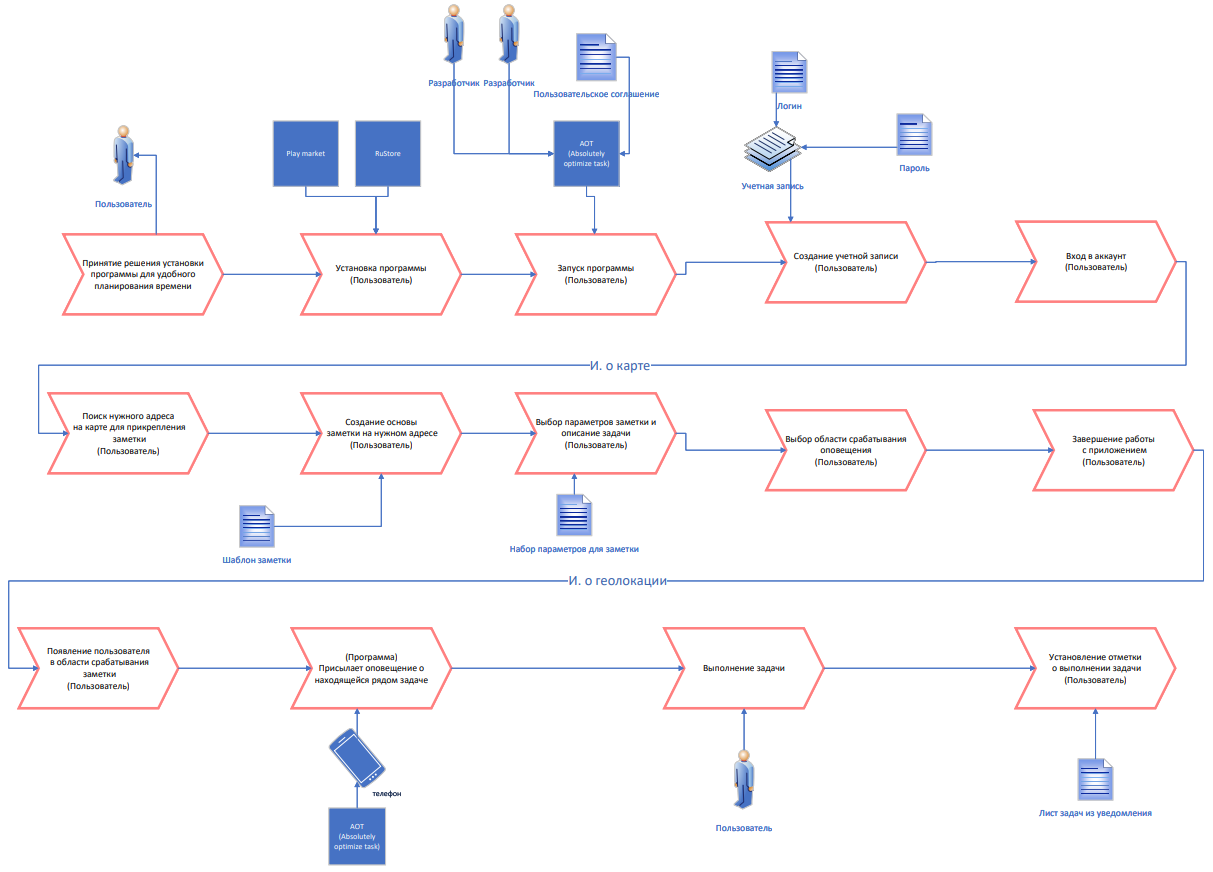 Разработчик
Разработчик
Пользовательское соглашение
Логин
Пароль
Учетная запись
Пользователь
Play market
RuStore
AOT
(Absolutely
optimize task)
Принятие решения установки
программы для удобного
планирования времени
Установка программы
(Пользователь)
Запуск программы
(Пользователь)
Создание учетной записи
(Пользователь)
Вход в аккаунт
(Пользователь)
И. о карте
Поиск нужного адреса
на карте для прикрепления
заметки
(Пользователь)
Создание основы
заметки на нужном адресе
(Пользователь)
Выбор параметров заметки и
описание задачи
(Пользователь)
Выбор области срабатывания
оповещения
(Пользователь)
Завершение работы
с приложением
(Пользователь)
Шаблон заметки
Набор параметров для заметки
И. о геолокации
Появление пользователя
в области срабатывания
заметки
(Пользователь)
(Программа)
Присылает оповещение о
находящейся рядом задаче
Выполнение задачи
Установление отметки
о выполнении задачи
(Пользователь)
телефон
AOT
(Absolutely
optimize task)
Пользователь
Лист задач из уведомления